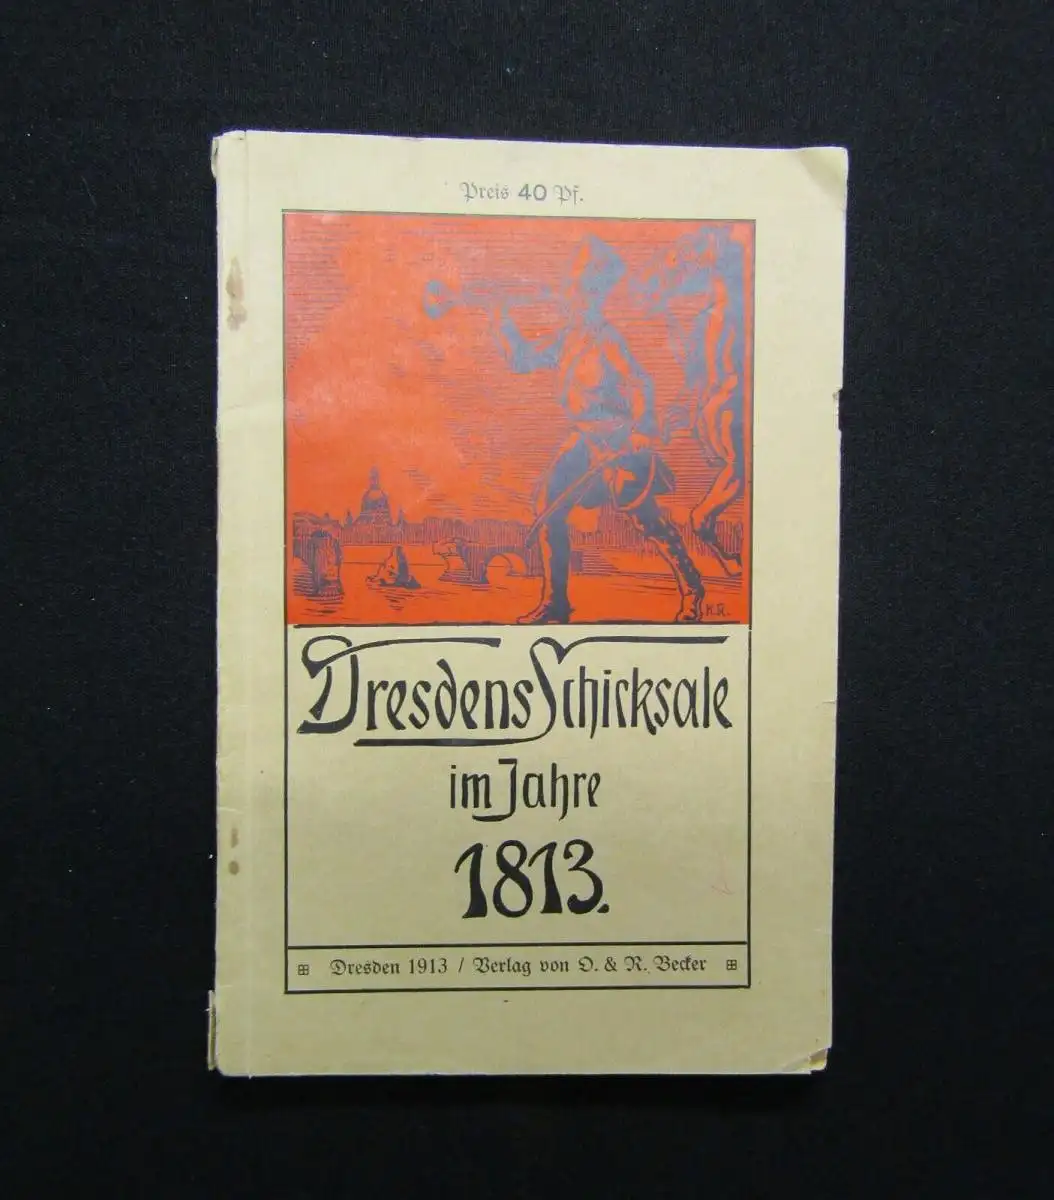 Preis 40 Pf.
K.R.
Dresdens Schicksale
im Jahre
1813.
Dresden 1913 / Verlag von O. & R. Becker